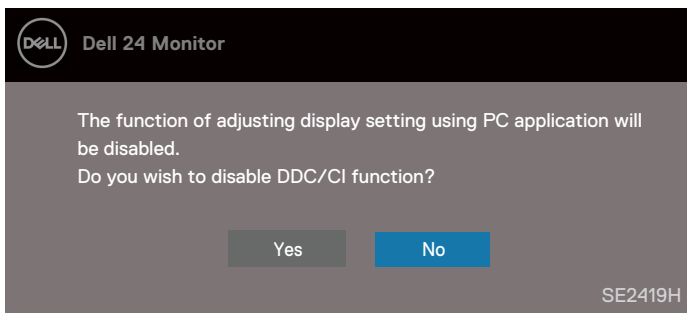 DELL
Dell 24 Monitor
The function of adjusting display setting using PC application will
be disabled.
Do you wish to disable DDC/CI function?
Yes No
SE2419H